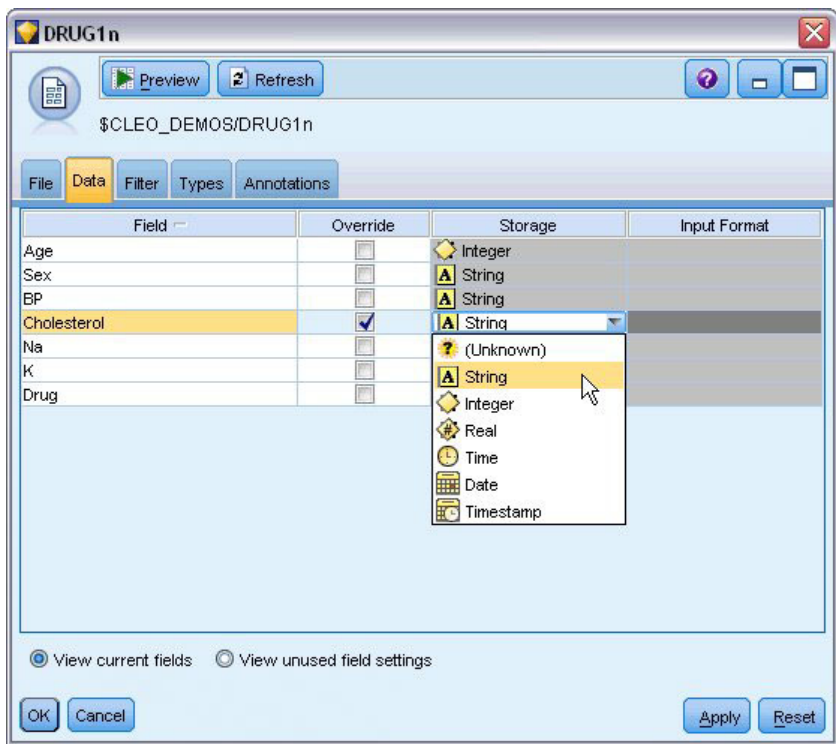 DRUG1n
Preview Refresh
$CLEO_DEMOS/DRUG1n
File Data Filter Types Annotations
Field Override Storage Input Format
Age Integer
Sex A String
BP A String
Cholesterol A String
Na ? (Unknown)
K A String
Drug Integer
# Real
Time
Date
Timestamp
View current fields View unused field settings
OK Cancel Apply Reset